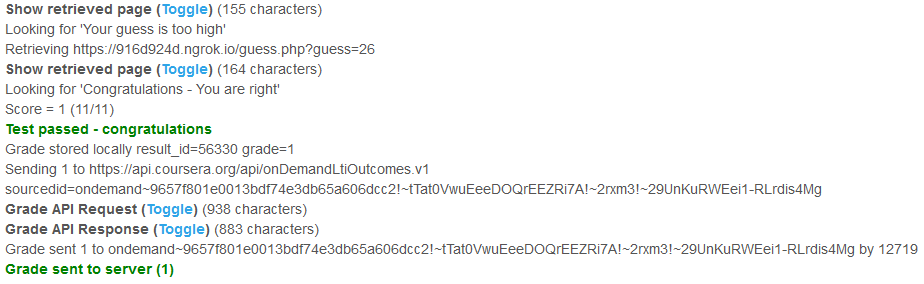 Show retrieved page (Toggle) (155 characters)
Looking for 'Your guess is too high'
Retrieving https://916d924d.ngrok.io/guess.php?guess=26
Show retrieved page (Toggle) (164 characters)
Looking for 'Congratulations - You are right'
Score = 1 (11/11)
Test passed - congratulations
Grade stored locally result_id=56330 grade=1
Sending 1 to https://api.coursera.org/api/onDemandLtiOutcomes.v1
sourcedid=ondemand~9657f801e0013bdf74e3db65a606dcc2!~tTat0VwuEeeDOQrEEZRi7A!~2rxm3!~29UnKuRWEei1-RLrdis4Mg
Grade API Request (Toggle) (938 characters)
Grade API Response (Toggle) (883 characters)
Grade sent 1 to ondemand~9657f801e0013bdf74e3db65a606dcc2!~tTat0VwuEeeDOQrEEZRi7A!~2rxm3!~29UnKuRWEei1-RLrdis4Mg by 12719
Grade sent to server (1)